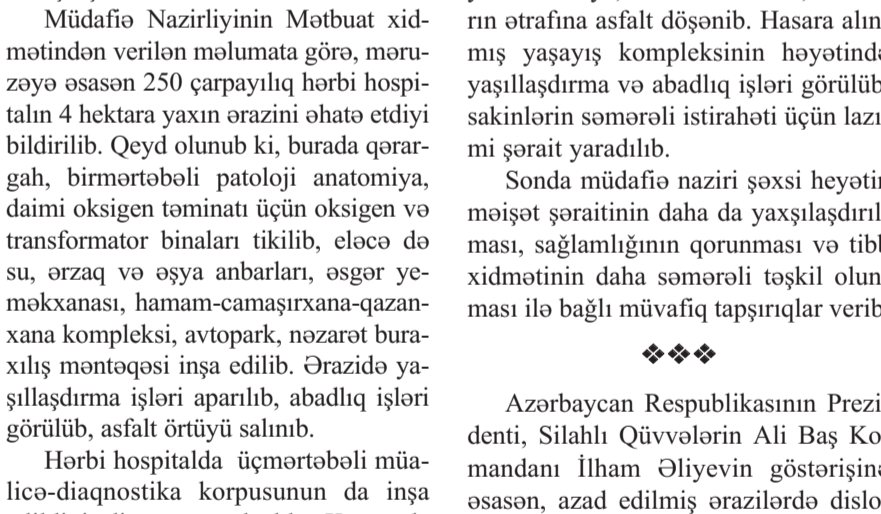 Müdafiə Nazirliyinin Mətbuat xid-
mətindən verilən məlumata görə, məru-
zəyə əsasən 250 çarpayılıq hərbi hospi-
talın 4 hektara yaxın ərazini əhatə etdiyi
bildirilib. Qeyd olunub ki, burada qərar-
gah, birmərtəbəli patoloji anatomiya,
daimi oksigen təminatı üçün oksigen və
transformator binaları tikilib, eləcə də
su, ərzaq və əşya anbarları, əsgər ye-
məkxanası, hamam-camaşırxana-qazan-
xana kompleksi, avtopark, nəzarət bura-
xılış məntəqəsi inşa edilib. Ərazidə ya-
şıllaşdırma işləri aparılıb, abadlıq işləri
görülüb, asfalt örtüyü salınıb.
Hərbi hospitalda üçmərtəbəli müa-
licə-diaqnostika korpusunun da inşa
rın ətrafına asfalt döşənib. Hasara alın
mış yaşayış kompleksinin həyətində
yaşıllaşdırma və abadlıq işləri görülüb
sakinlərin səmərəli istirahəti üçün lazı
mi şərait yaradılıb.
Sonda müdafiə naziri şəxsi heyətin
məişət şəraitinin daha da yaxşılaşdırıl
ması, sağlamlığının qorunması və tibb
xidmətinin daha səmərəli təşkil olun
ması ilə bağlı müvafiq tapşırıqlar verib
Azərbaycan Respublikasının Prezi
denti, Silahlı Qüvvələrin Ali Baş Ko
mandanı İlham Əliyevin göstərişinə
əsasən, azad edilmiş ərazilərdə dislo